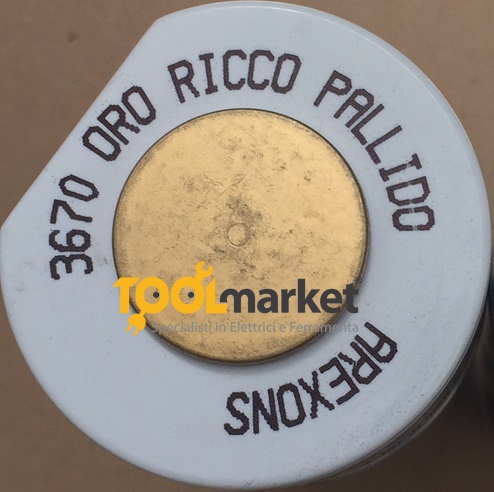 3670 ORO RICCO PALLIDO
TOOLmarket
Specialisti in Elettrici e Ferramenta
AREXONS